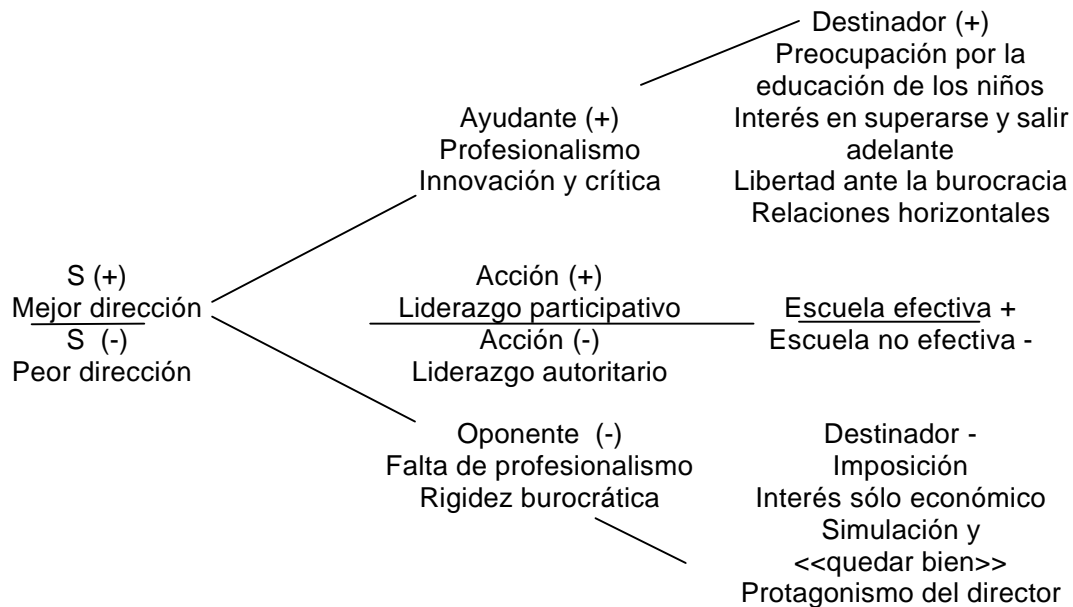 Destinador (+)
Preocupación por la
educación de los niños
Interés en superarse y salir
adelante
Libertad ante la burocracia
Relaciones horizontales
Ayudante (+)
Profesionalismo
Innovación y crítica
S (+)
Mejor dirección
S (-)
Peor dirección
Acción (+)
Liderazgo participativo
Acción (-)
Liderazgo autoritario
Escuela efectiva +
Escuela no efectiva -
Oponente (-)
Falta de profesionalismo
Rigidez burocrática
Destinador -
Imposición
Interés sólo económico
Simulación y
<<quedar bien>>
Protagonismo del director